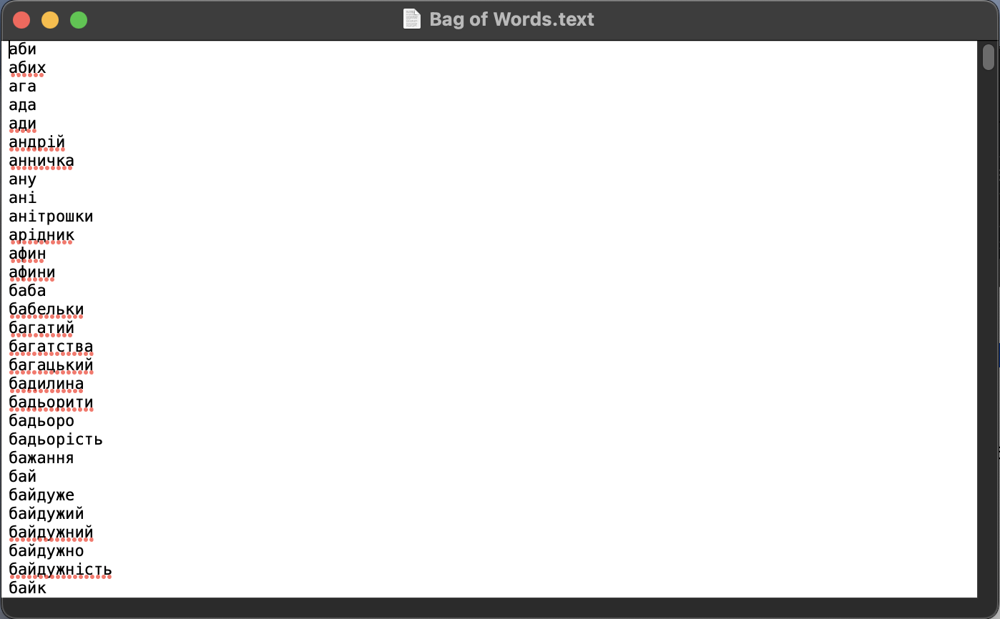 Bag of Words.text
аби
абих
ага
ада
ади
андрій
анничка
ану
ані
анітрошки
арідник
афин
афини
баба
бабельки
багатий
багатства
багацький
бадилина
бадьорити
бадьоро
бадьорість
бажання
бай
байдуже
байдужий
байдужний
байдужно
байдужність
байк